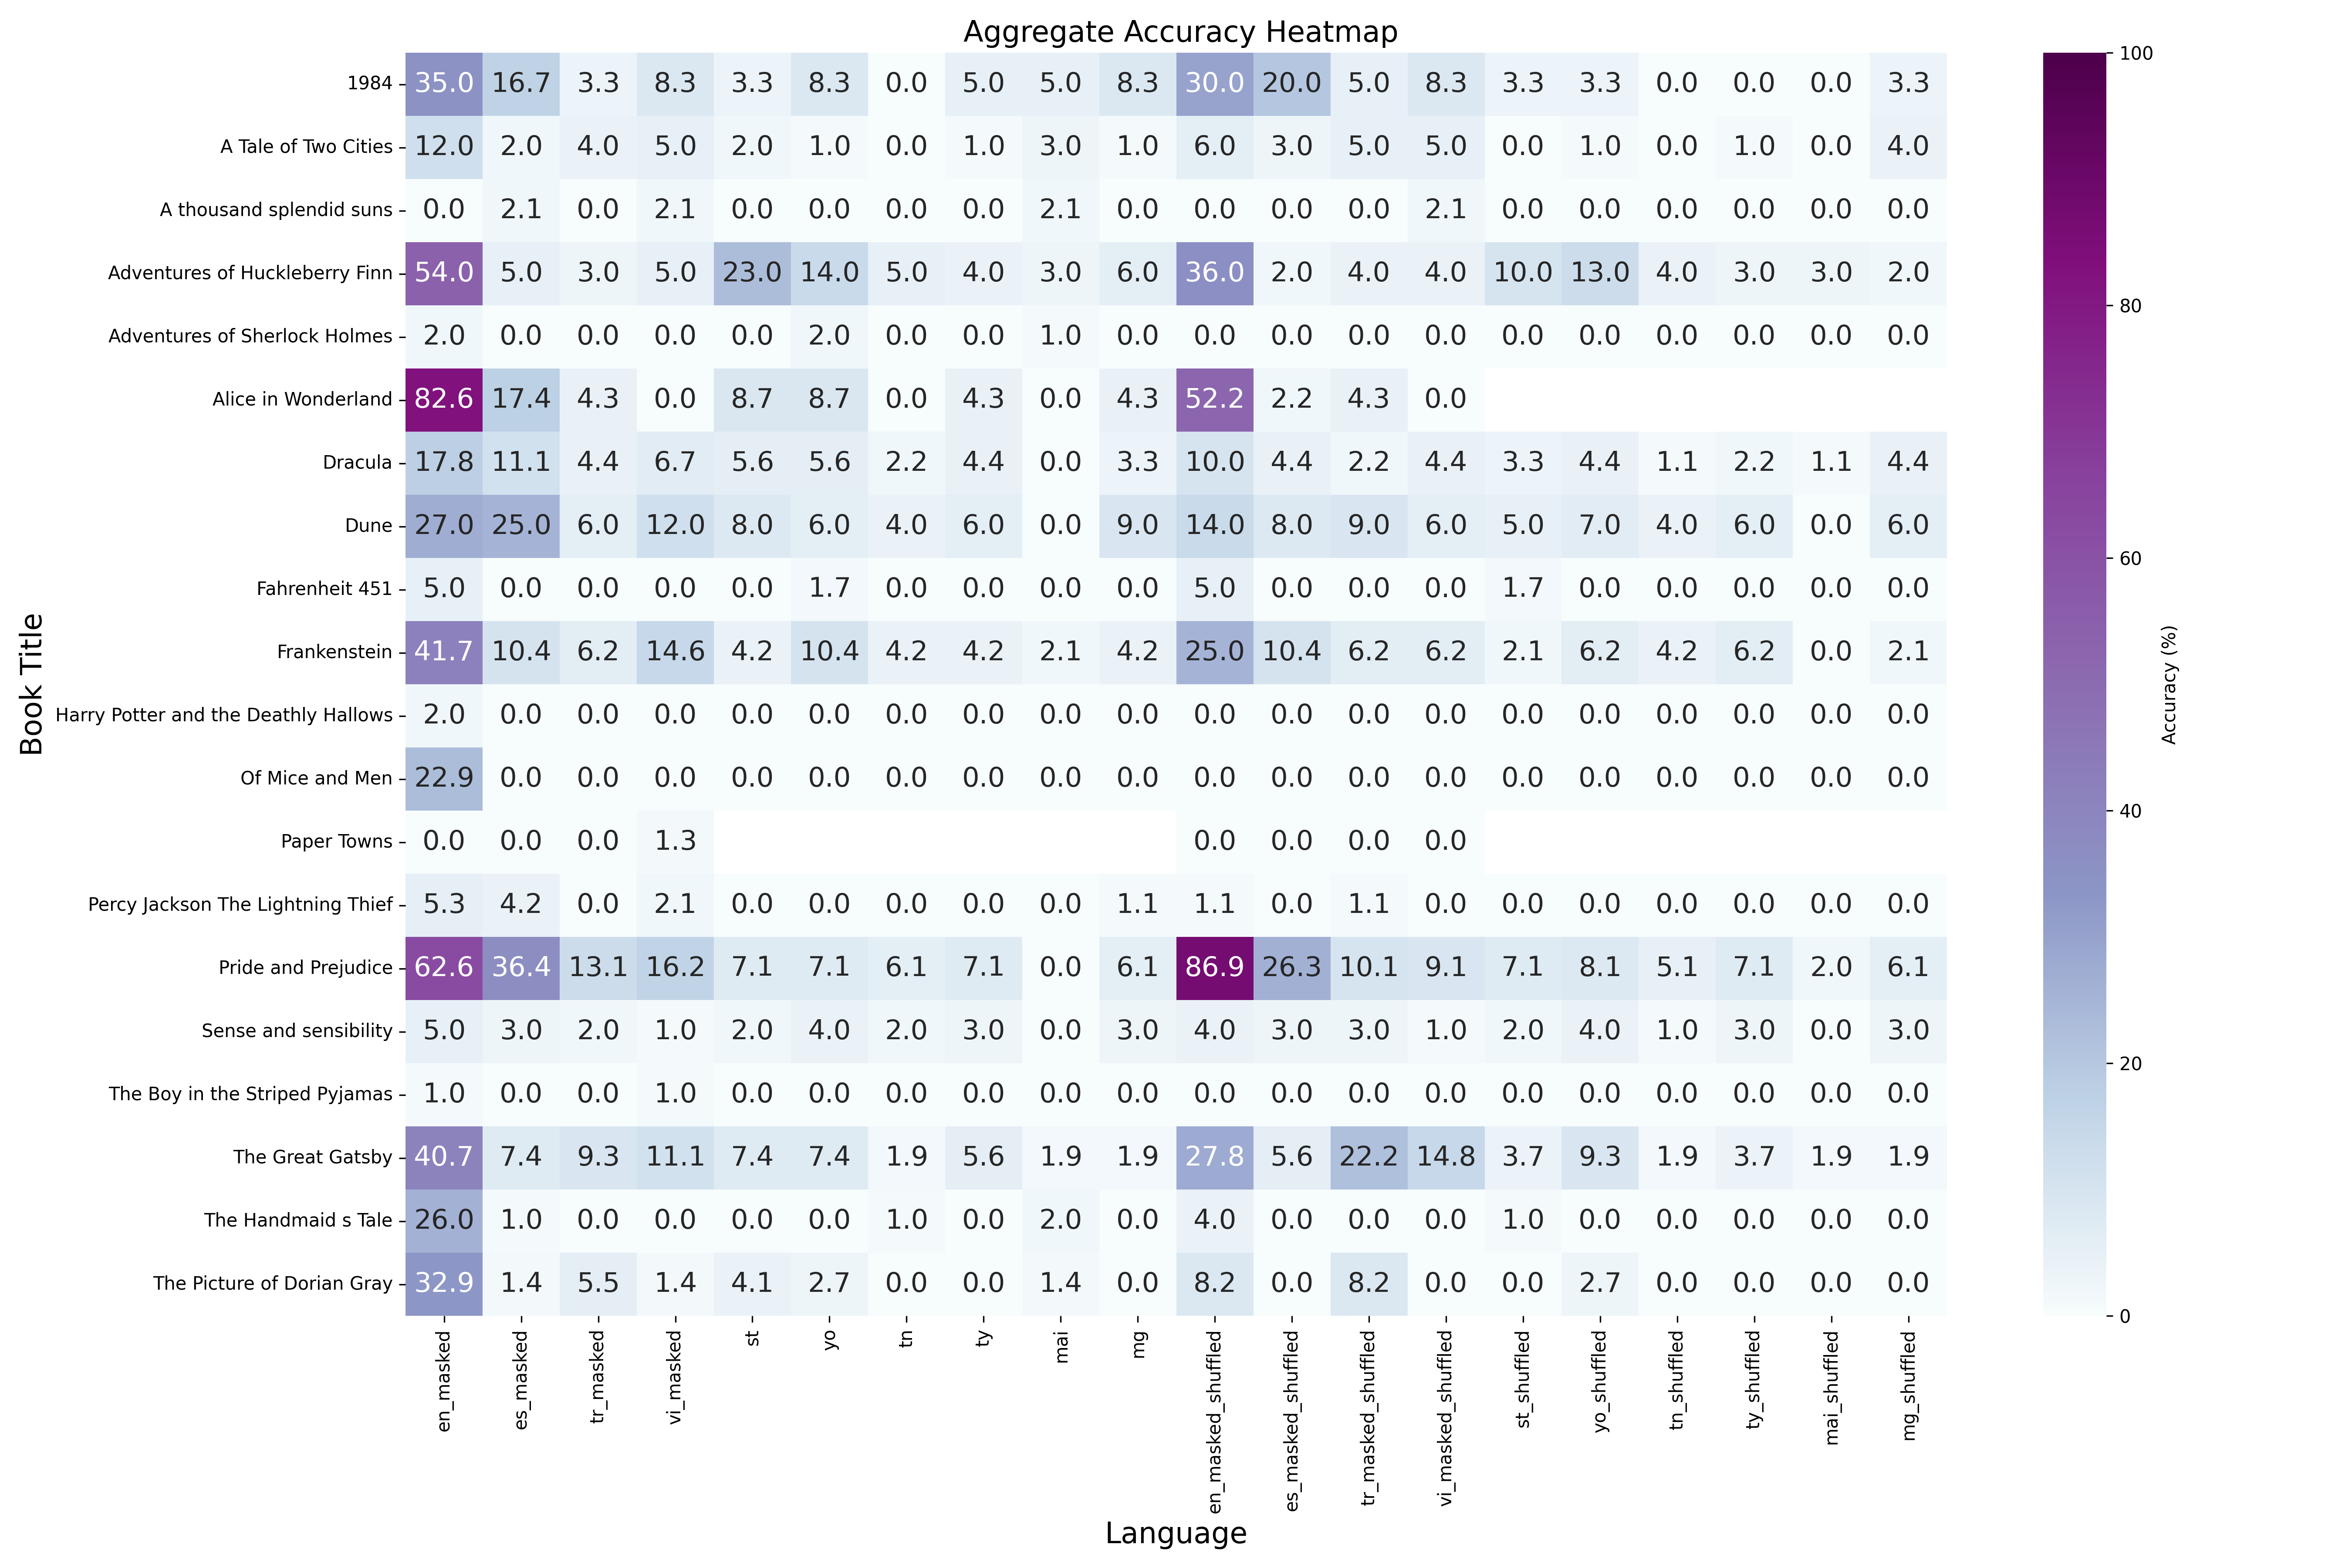 Aggregate Accuracy Heatmap
1984 35.0 16.7 3.3 8.3 3.3 8.3 0.0 5.0 5.0 8.3 30.0 20.0 5.0 8.3 3.3 3.3 0.0 0.0 0.0 3.3
A Tale of Two Cities 12.0 2.0 4.0 5.0 2.0 1.0 0.0 1.0 3.0 1.0 6.0 3.0 5.0 5.0 0.0 1.0 0.0 1.0 0.0 4.0
A thousand splendid suns 0.0 2.1 0.0 2.1 0.0 0.0 0.0 0.0 2.1 0.0 0.0 0.0 0.0 2.1 0.0 0.0 0.0 0.0 0.0 0.0
Adventures of Huckleberry Finn 54.0 5.0 3.0 5.0 23.0 14.0 5.0 4.0 3.0 6.0 36.0 2.0 4.0 4.0 10.0 13.0 4.0 3.0 3.0 2.0
Adventures of Sherlock Holmes 2.0 0.0 0.0 0.0 0.0 2.0 0.0 0.0 1.0 0.0 0.0 0.0 0.0 0.0 0.0 0.0 0.0 0.0 0.0 0.0
Alice in Wonderland 82.6 17.4 4.3 0.0 8.7 8.7 0.0 4.3 0.0 4.3 52.2 2.2 4.3 0.0
Dracula 17.8 11.1 4.4 6.7 5.6 5.6 2.2 4.4 0.0 3.3 10.0 4.4 2.2 4.4 3.3 4.4 1.1 2.2 1.1 4.4
Dune 27.0 25.0 6.0 12.0 8.0 6.0 4.0 6.0 0.0 9.0 14.0 8.0 9.0 6.0 5.0 7.0 4.0 6.0 0.0 6.0
Fahrenheit 451 5.0 0.0 0.0 0.0 0.0 1.7 0.0 0.0 0.0 0.0 5.0 0.0 0.0 0.0 1.7 0.0 0.0 0.0 0.0 0.0
Frankenstein 41.7 10.4 6.2 14.6 4.2 10.4 4.2 4.2 2.1 4.2 25.0 10.4 6.2 6.2 2.1 6.2 4.2 6.2 0.0 2.1
Harry Potter and the Deathly Hallows 2.0 0.0 0.0 0.0 0.0 0.0 0.0 0.0 0.0 0.0 0.0 0.0 0.0 0.0 0.0 0.0 0.0 0.0 0.0 0.0
Of Mice and Men 22.9 0.0 0.0 0.0 0.0 0.0 0.0 0.0 0.0 0.0 0.0 0.0 0.0 0.0 0.0 0.0 0.0 0.0 0.0 0.0
Paper Towns 0.0 0.0 0.0 1.3 0.0 0.0 0.0 0.0
Percy Jackson The Lightning Thief 5.3 4.2 0.0 2.1 0.0 0.0 0.0 0.0 0.0 1.1 1.1 0.0 1.1 0.0 0.0 0.0 0.0 0.0 0.0 0.0
Pride and Prejudice 62.6 36.4 13.1 16.2 7.1 7.1 6.1 7.1 0.0 6.1 86.9 26.3 10.1 9.1 7.1 8.1 5.1 7.1 2.0 6.1
Sense and sensibility 5.0 3.0 2.0 1.0 2.0 4.0 2.0 3.0 0.0 3.0 4.0 3.0 3.0 1.0 2.0 4.0 1.0 3.0 0.0 3.0
The Boy in the Striped Pyjamas 1.0 0.0 0.0 1.0 0.0 0.0 0.0 0.0 0.0 0.0 0.0 0.0 0.0 0.0 0.0 0.0 0.0 0.0 0.0 0.0
The Great Gatsby 40.7 7.4 9.3 11.1 7.4 7.4 1.9 5.6 1.9 1.9 27.8 5.6 22.2 14.8 3.7 9.3 1.9 3.7 1.9 1.9
The Handmaid s Tale 26.0 1.0 0.0 0.0 0.0 0.0 1.0 0.0 2.0 0.0 4.0 0.0 0.0 0.0 1.0 0.0 0.0 0.0 0.0 0.0
The Picture of Dorian Gray 32.9 1.4 5.5 1.4 4.1 2.7 0.0 0.0 1.4 0.0 8.2 0.0 8.2 0.0 0.0 2.7 0.0 0.0 0.0 0.0
en_masked es_masked tr_masked vi_masked st yo tn ty mai mg en_masked_shuffled es_masked_shuffled tr_masked_shuffled vi_masked_shuffled st_shuffled yo_shuffled tn_shuffled ty_shuffled mai_shuffled mg_shuffled
Language
Book Title
100
80
60
40
20
0
Accuracy (%)